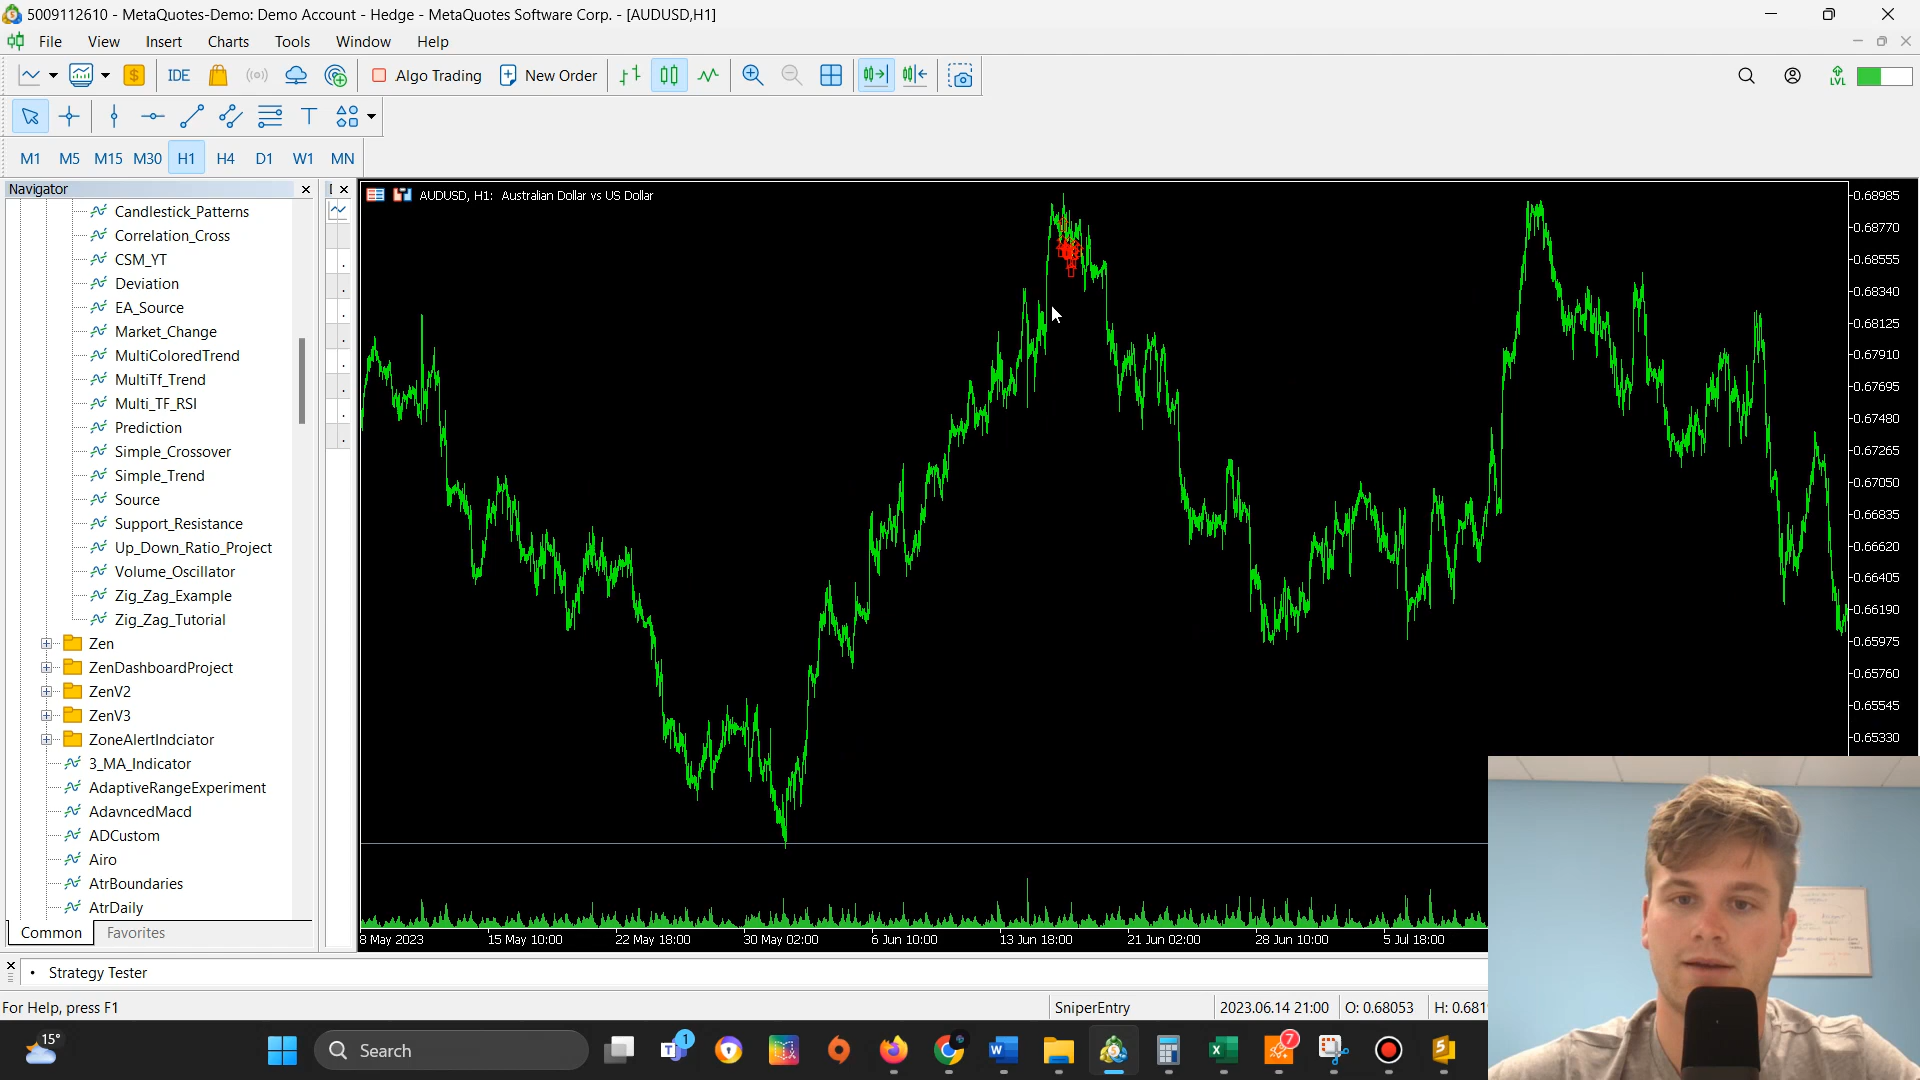 5009112610 - MetaQuotes-Demo: Demo Account - Hedge - MetaQuotes Software Corp. - [AUDUSD,H1]
File View Insert Charts Tools Window Help
IDE Algo Trading New Order LVL
M1 M5 M15 M30 H1 H4 D1 W1 MN
Navigator
AUDUSD, H1: Australian Dollar vs US Dollar
Candlestick_Patterns
Correlation_Cross
CSM_YT
Deviation
EA_Source
Market_Change
MultiColoredTrend
MultiTf_Trend
Multi_TF_RSI
Prediction
Simple_Crossover
Simple_Trend
Source
Support_Resistance
Up_Down_Ratio_Project
Volume_Oscillator
Zig_Zag_Example
Zig_Zag_Tutorial
Zen
ZenDashboardProject
ZenV2
ZenV3
ZoneAlertIndciator
3_MA_Indicator
AdaptiveRangeExperiment
AdavncedMacd
ADCustom
Airo
AtrBoundaries
AtrDaily
Common Favorites
0.68985
0.68770
0.68555
0.68340
0.68125
0.67910
0.67695
0.67480
0.67265
0.67050
0.66835
0.66620
0.66405
0.66190
0.65975
0.65760
0.65545
0.65330
8 May 2023 15 May 10:00 22 May 18:00 30 May 02:00 6 Jun 10:00 13 Jun 18:00 21 Jun 02:00 28 Jun 10:00 5 Jul 18:00
Strategy Tester
For Help, press F1 SniperEntry 2023.06.14 21:00 O: 0.68053 H: 0.681
15° Search 1 7